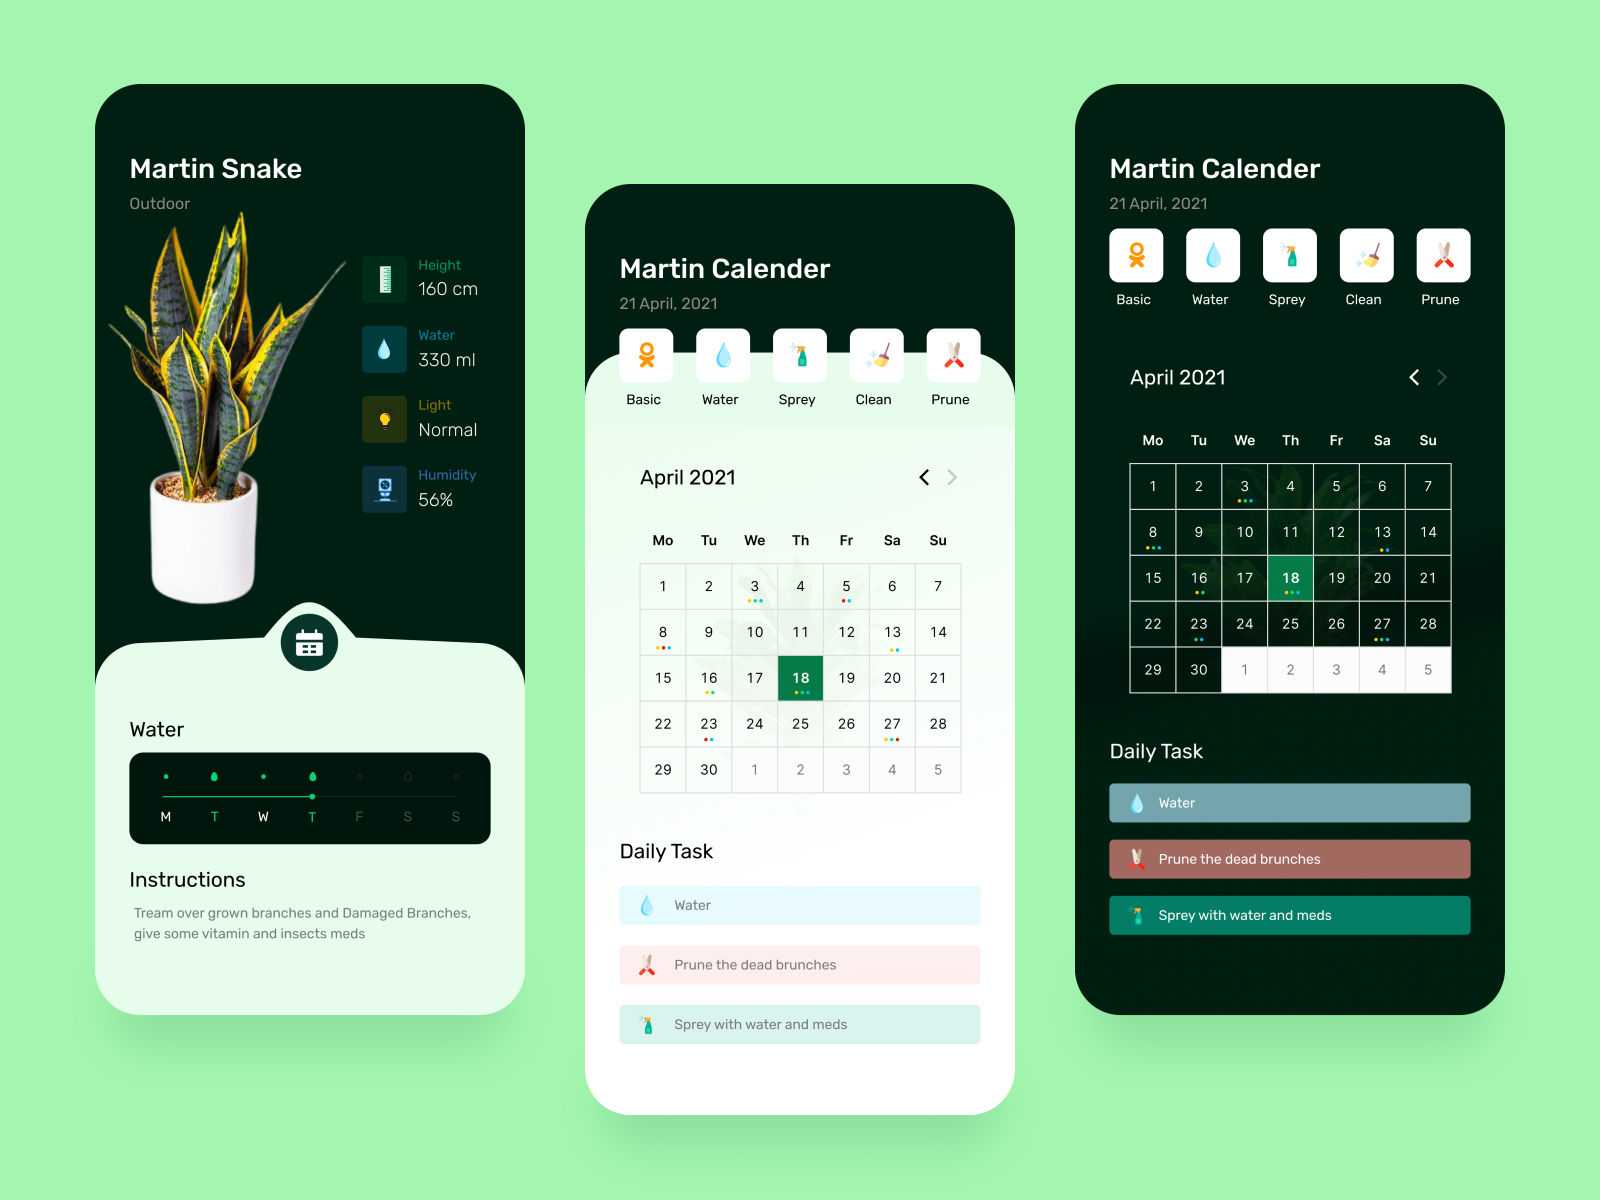 Martin Snake
Outdoor
Height
160 cm
Water
330 ml
Light
Normal
Humidity
56%
Water
M T W T F S S
Instructions
Tream over grown branches and Damaged Branches,
give some vitamin and insects meds
Martin Calender
21 April, 2021
Basic Water Sprey Clean Prune
April 2021
Mo Tu We Th Fr Sa Su
1 2 3 4 5 6 7
8 9 10 11 12 13 14
15 16 17 18 19 20 21
22 23 24 25 26 27 28
29 30 1 2 3 4 5
Daily Task
Water
Prune the dead brunches
Sprey with water and meds
Martin Calender
21 April, 2021
Basic Water Sprey Clean Prune
April 2021
Mo Tu We Th Fr Sa Su
1 2 3 4 5 6 7
8 9 10 11 12 13 14
15 16 17 18 19 20 21
22 23 24 25 26 27 28
29 30 1 2 3 4 5
Daily Task
Water
Prune the dead brunches
Sprey with water and meds